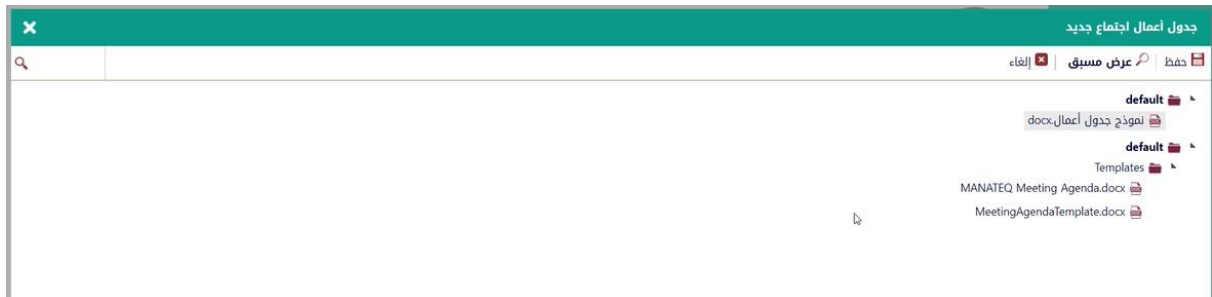 جدول أعمال اجتماع جديد
حفظ | عرض مسبق | إلغاء
default
نموذج جدول أعمال.docx
default
Templates
MANATEQ Meeting Agenda.docx
MeetingAgendaTemplate.docx